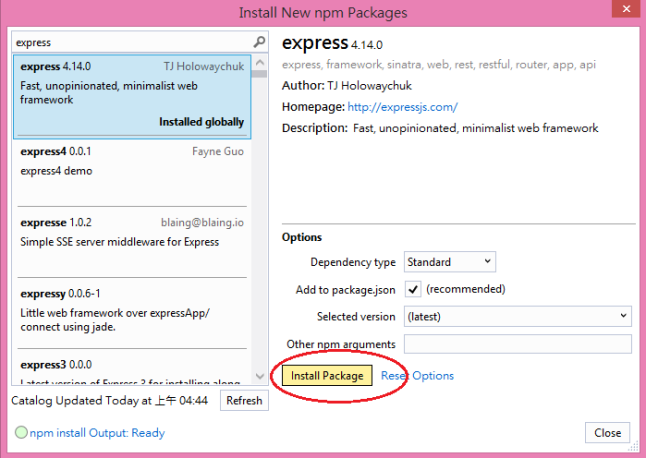 Install New npm Packages
express
express 4.14.0 TJ Holowaychuk
Fast, unopinionated, minimalist web
framework
Installed globally
express4 0.0.1 Fayne Guo
express4 demo
expresse 1.0.2 blaing@blaing.io
Simple SSE server middleware for Express
expressy 0.0.6-1
Little web framework over expressApp/
connect using jade.
express3 0.0.0
Latest version of Express 3 for installing along
Catalog Updated Today at 上午 04:44 Refresh
npm install Output: Ready
express 4.14.0
express, framework, sinatra, web, rest, restful, router, app, api
Author: TJ Holowaychuk
Homepage: http://expressjs.com/
Description: Fast, unopinionated, minimalist web framework
Options
Dependency type Standard
Add to package.json (recommended)
Selected version (latest)
Other npm arguments
Install Package Reset Options
Close